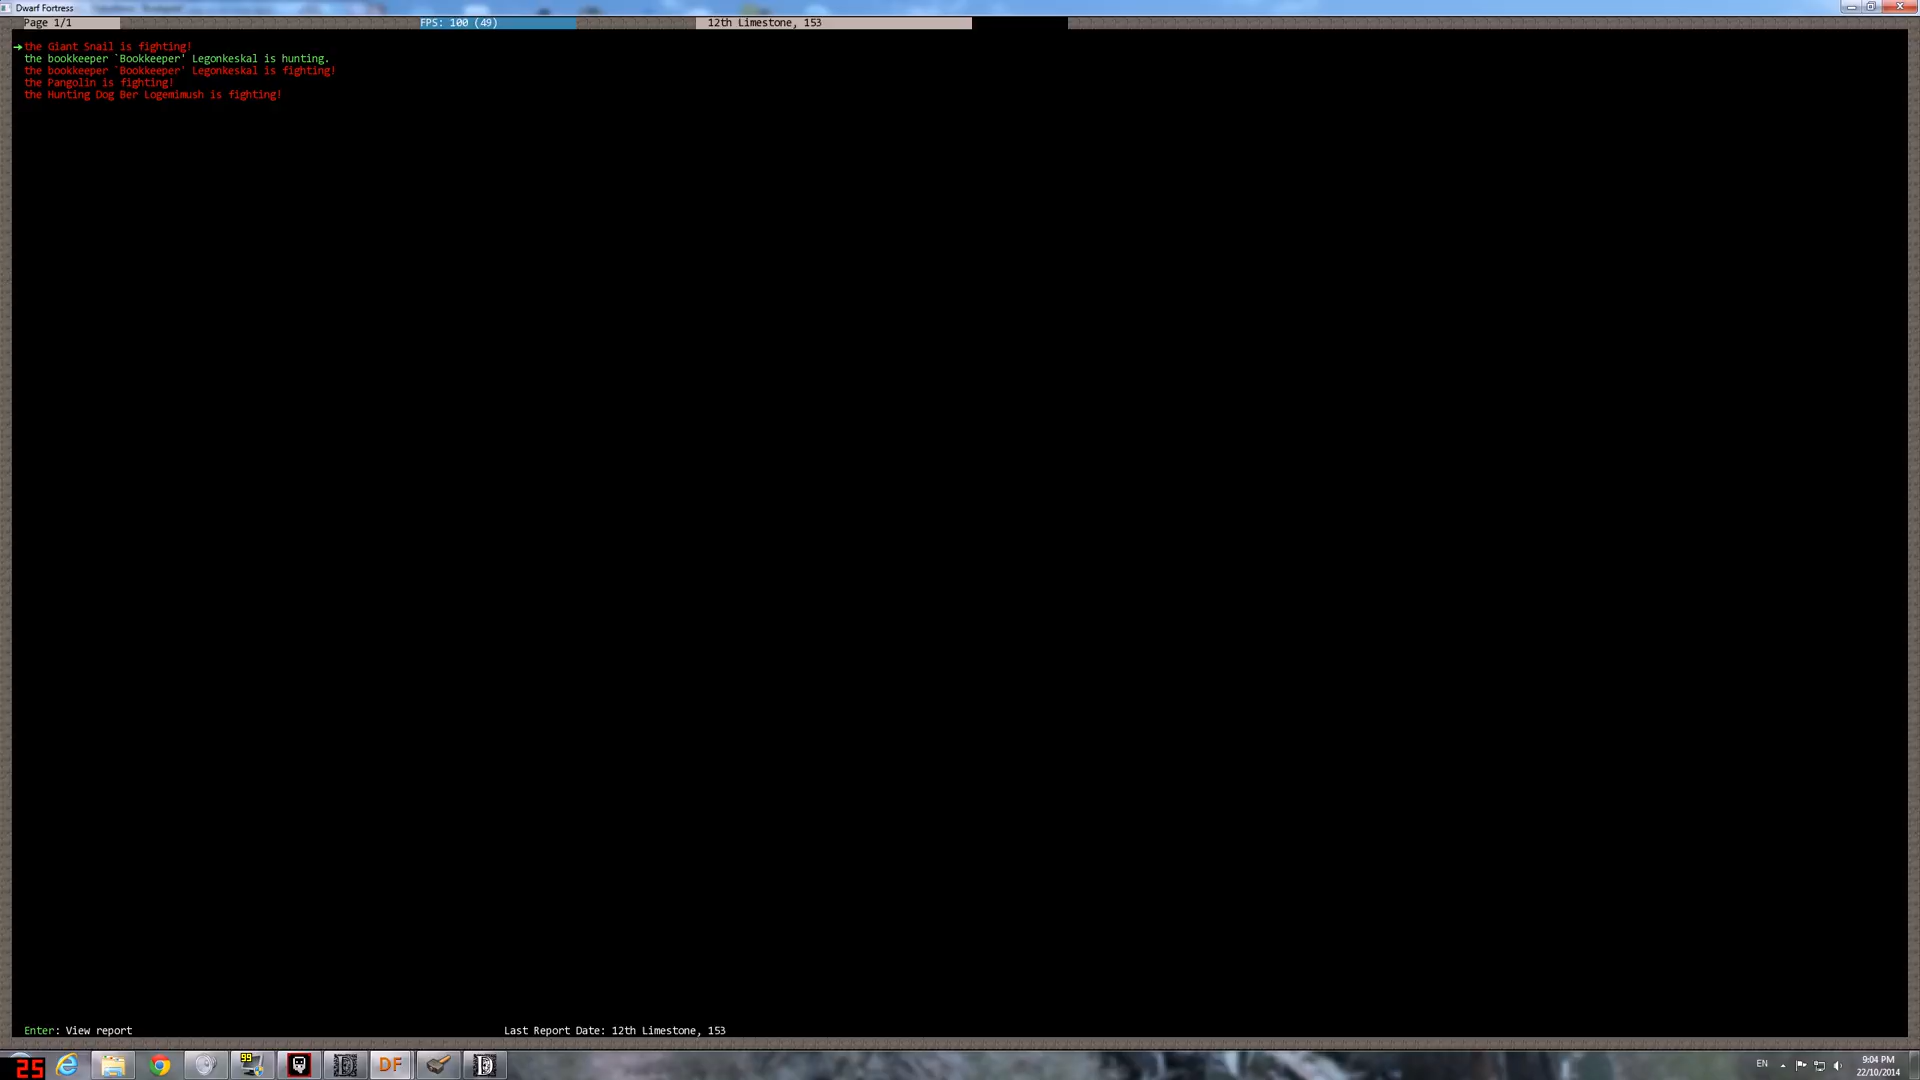 Dwarf Fortress
Page 1/1
FPS: 100 (49)
12th Limestone, 153
the Giant Snail is fighting!
the bookkeeper `Bookkeeper' Legonkeskal is hunting.
the bookkeeper `Bookkeeper' Legonkeskal is fighting!
the Pangolin is fighting!
the Hunting Dog Ber Logemimush is fighting!
Enter: View report
Last Report Date: 12th Limestone, 153
25
99
DF
EN
9:04 PM
22/10/2014